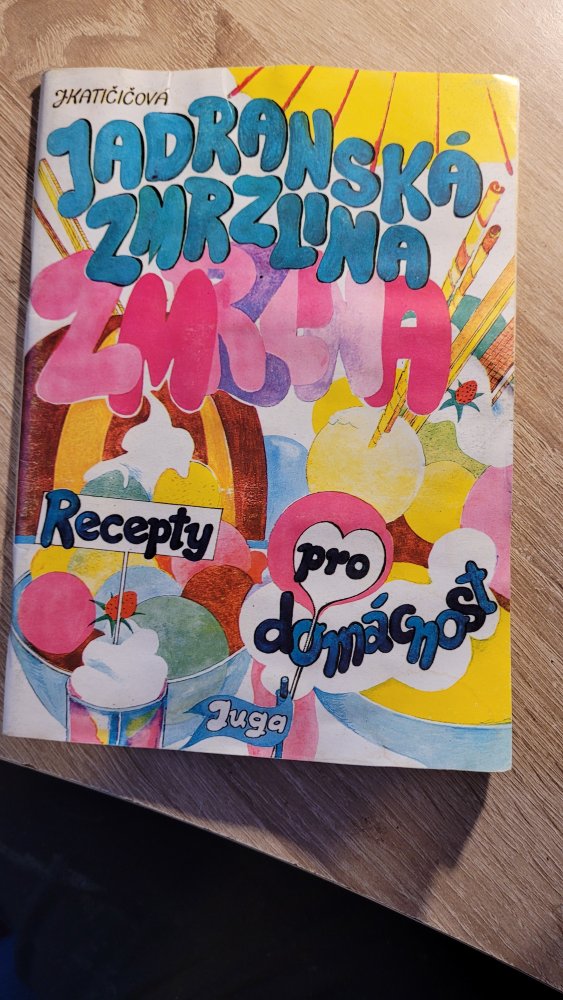 J. KATIČIČOVÁ
JADRANSKÁ
ZMRZLINA
ZMRZLINA
Recepty
pro
domácnost
Juga